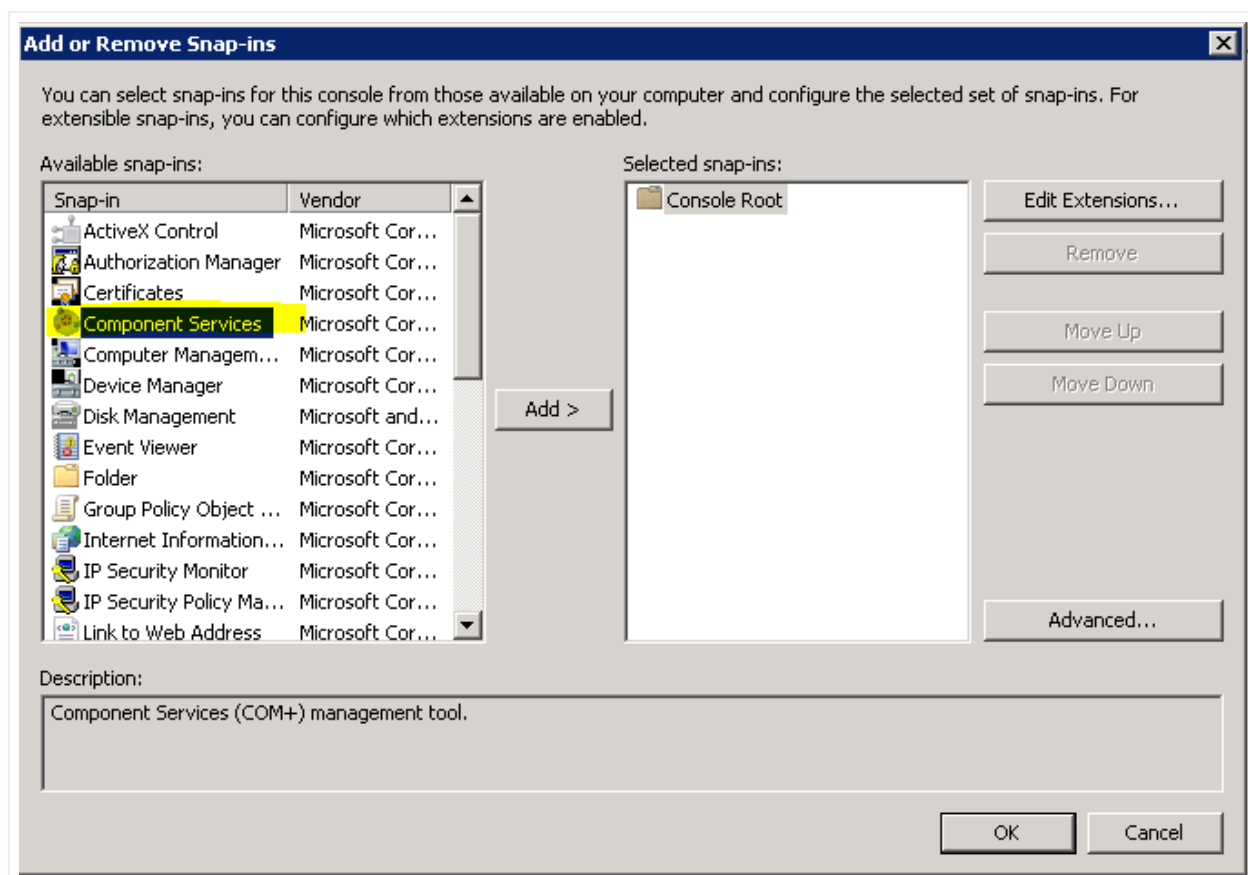 Add or Remove Snap-ins
You can select snap-ins for this console from those available on your computer and configure the selected set of snap-ins. For
extensible snap-ins, you can configure which extensions are enabled.
Available snap-ins:
Snap-in Vendor
ActiveX Control Microsoft Cor...
Authorization Manager Microsoft Cor...
Certificates Microsoft Cor...
Component Services Microsoft Cor...
Computer Managem... Microsoft Cor...
Device Manager Microsoft Cor...
Disk Management Microsoft and...
Event Viewer Microsoft Cor...
Folder Microsoft Cor...
Group Policy Object ... Microsoft Cor...
Internet Information... Microsoft Cor...
IP Security Monitor Microsoft Cor...
IP Security Policy Ma... Microsoft Cor...
Link to Web Address Microsoft Cor...
Add >
Selected snap-ins:
Console Root
Edit Extensions...
Remove
Move Up
Move Down
Advanced...
Description:
Component Services (COM+) management tool.
OK Cancel